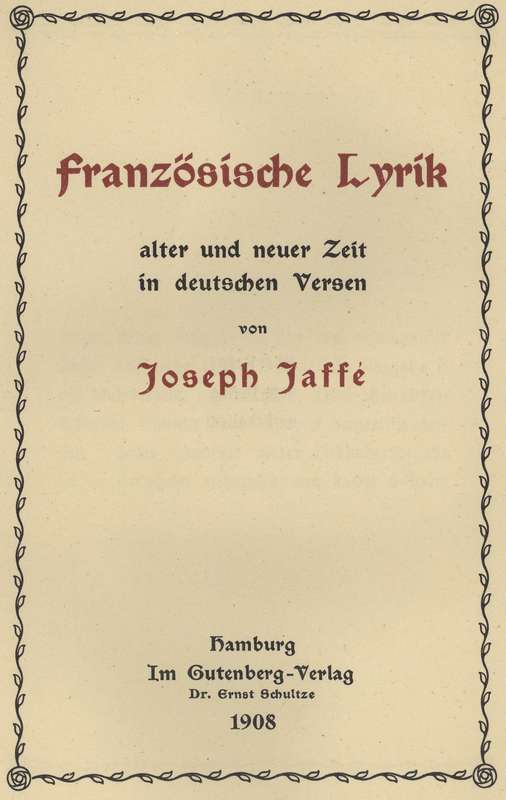 Französische Lyrik
alter und neuer Zeit
in deutschen Versen
von
Joseph Jaffé
Hamburg
Im Gutenberg-Verlag
Dr. Ernst Schultze
1908